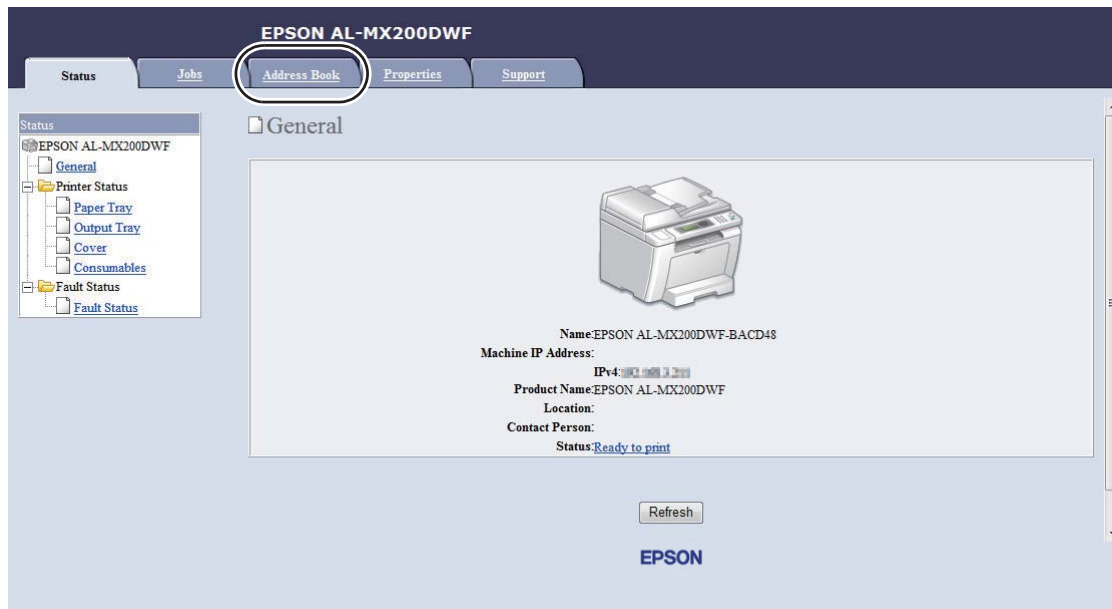 EPSON AL-MX200DWF
Status
Jobs
Address Book
Properties
Support
Status
EPSON AL-MX200DWF
General
Printer Status
Paper Tray
Output Tray
Cover
Consumables
Fault Status
Fault Status
General
Name:EPSON AL-MX200DWF-BACD48
Machine IP Address:
IPv4:
Product Name:EPSON AL-MX200DWF
Location:
Contact Person:
Status:Ready to print
Refresh
EPSON